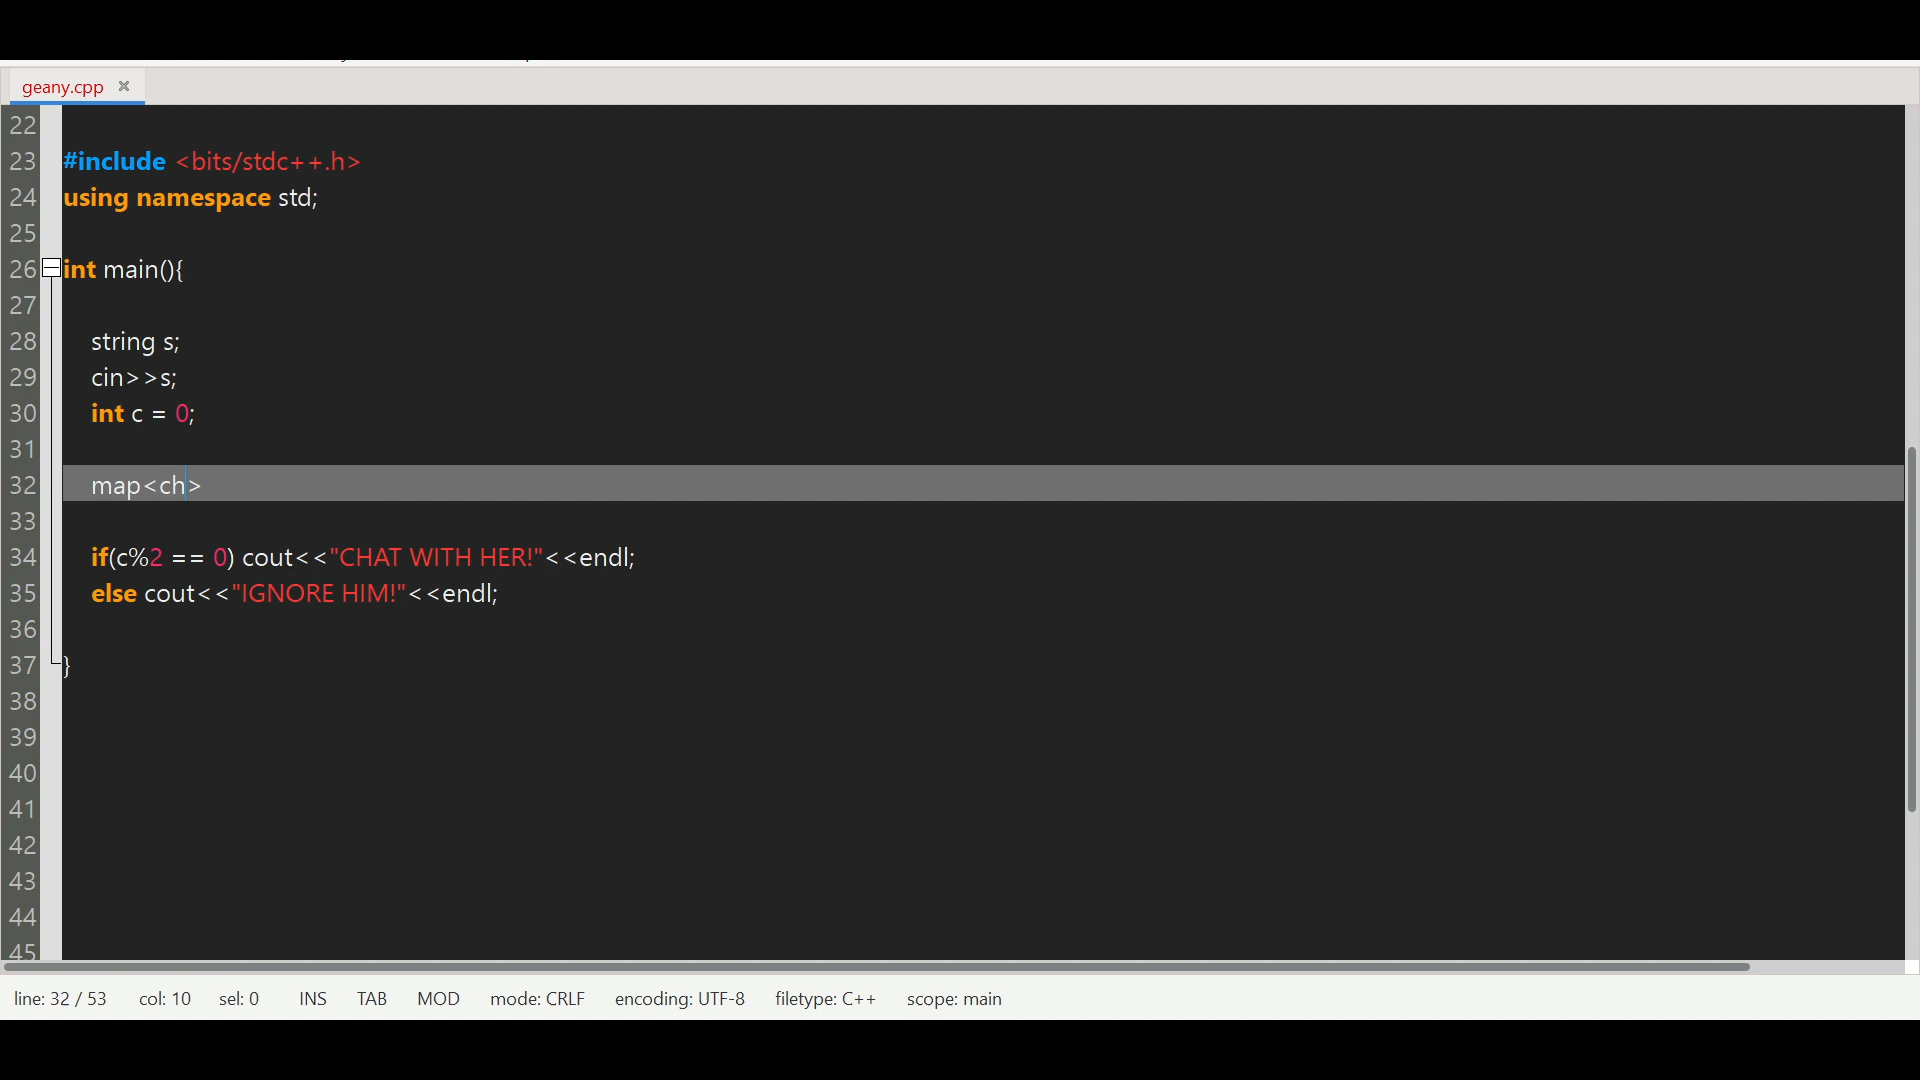 geany.cpp
22
23 #include <bits/stdc++.h>
24 using namespace std;
25
26 int main(){
27
28 string s;
29 cin>>s;
30 int c = 0;
31
32 map<ch>
33
34 if(c%2 == 0) cout<<"CHAT WITH HER!"<<endl;
35 else cout<<"IGNORE HIM!"<<endl;
36
37 }
38
39
40
41
42
43
44
45
line: 32 / 53 col: 10 sel: 0 INS TAB MOD mode: CRLF encoding: UTF-8 filetype: C++ scope: main